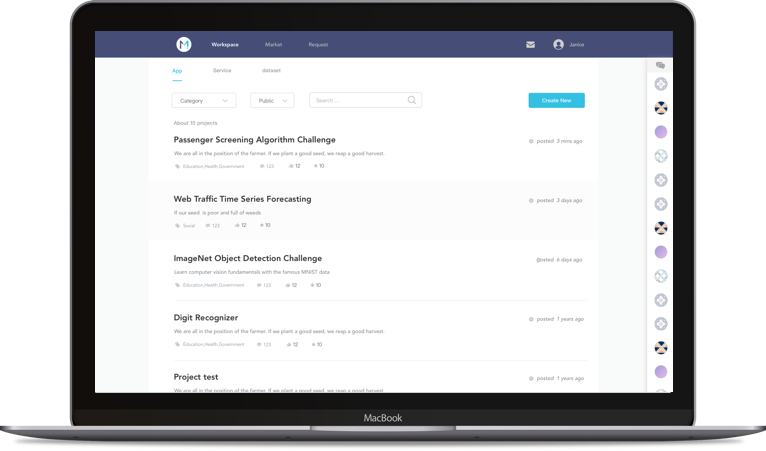 M Workspace Market Request Janice
App Service dataset
Category Public Search ... Create New
About 10 projects
Passenger Screening Algorithm Challenge
posted 3 mins ago
We are all in the position of the farmer. If we plant a good seed, we reap a good harvest.
Education,Health,Government 123 12 10
Web Traffic Time Series Forecasting
posted 3 days ago
If our seed is poor and full of weeds
Social 123 12 10
ImageNet Object Detection Challenge
posted 6 days ago
Learn computer vision fundamentals with the famous MNIST data
Education,Health,Government 123 12 10
Digit Recognizer
posted 1 years ago
We are all in the position of the farmer. If we plant a good seed, we reap a good harvest.
Education,Health,Government 123 12 10
Project test
posted 1 years ago
We are all in the position of the farmer. If we plant a good seed, we reap a good harvest.
MacBook